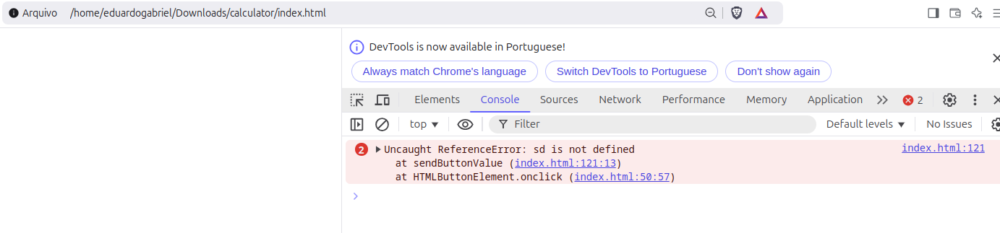 Arquivo /home/eduardogabriel/Downloads/calculator/index.html
DevTools is now available in Portuguese!
Always match Chrome's language Switch DevTools to Portuguese Don't show again
Elements Console Sources Network Performance Memory Application 2
top Filter Default levels No Issues
2 Uncaught ReferenceError: sd is not defined index.html:121
at sendButtonValue (index.html:121:13)
at HTMLButtonElement.onclick (index.html:50:57)